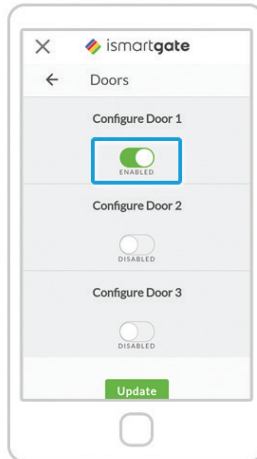 ismartgate
Doors
Configure Door 1
ENABLED
Configure Door 2
DISABLED
Configure Door 3
DISABLED
Update